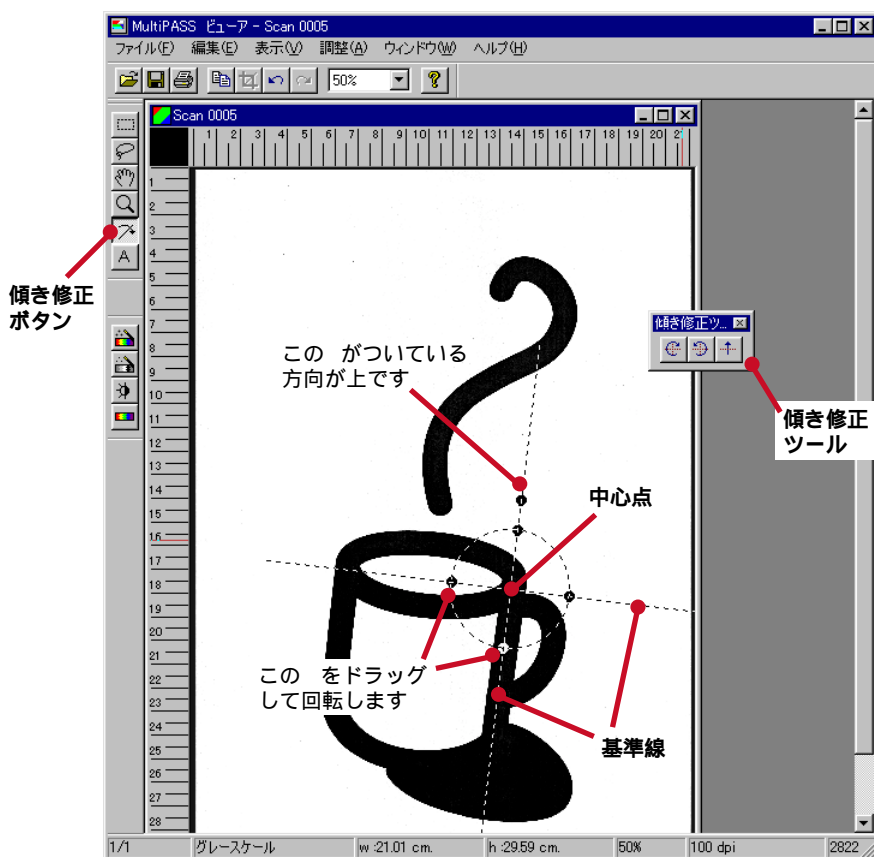 MultiPASS ビューア - Scan 0005
ファイル(F) 編集(E) 表示(V) 調整(A) ウィンドウ(W) ヘルプ(H)
50%
?
Scan 0005
1 2 3 4 5 6 7 8 9 10 11 12 13 14 15 16 17 18 19 20 21
1
2
3
4
5
6
7
8
9
10
11
12
13
14
15
16
17
18
19
20
21
22
23
24
25
26
27
28
A
傾き修正
ボタン
傾き修正ツ...
この がついている
方向が上です
傾き修正
ツール
中心点
この をドラッグ
して回転します
基準線
1/1 グレースケール w :21.01 cm. h :29.59 cm. 50% 100 dpi 2822